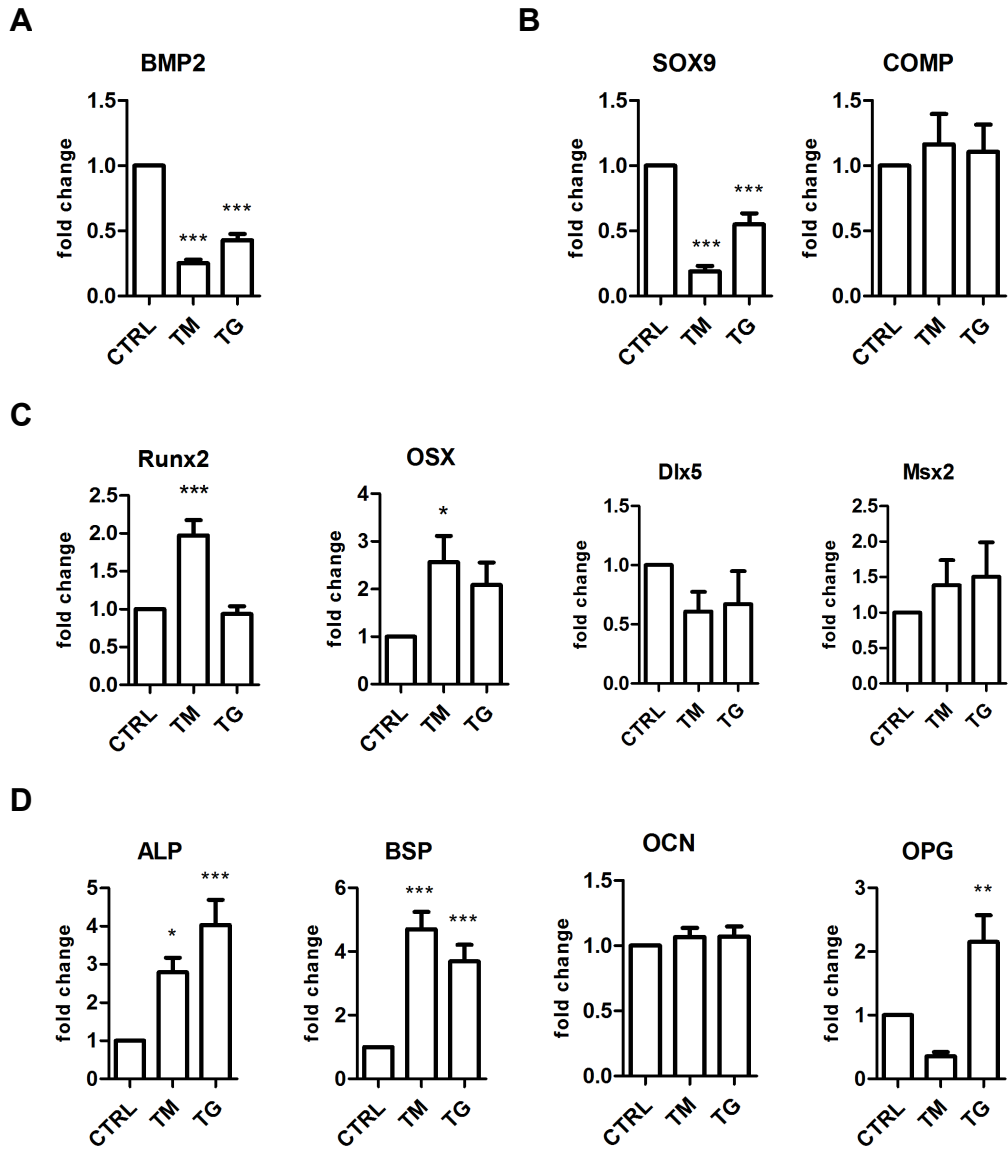 A
B
BMP2
SOX9
COMP
fold change
1.5
1.0
0.5
0.0
***
***
CTRL
TM
TG
fold change
1.5
1.0
0.5
0.0
***
***
CTRL
TM
TG
fold change
1.5
1.0
0.5
0.0
CTRL
TM
TG
C
Runx2
OSX
Dlx5
Msx2
fold change
2.5
2.0
1.5
1.0
0.5
0.0
***
CTRL
TM
TG
fold change
4
3
2
1
0
*
CTRL
TM
TG
fold change
1.5
1.0
0.5
0.0
CTRL
TM
TG
fold change
2.5
2.0
1.5
1.0
0.5
0.0
CTRL
TM
TG
D
ALP
BSP
OCN
OPG
fold change
5
4
3
2
1
0
*
***
CTRL
TM
TG
fold change
6
4
2
0
***
***
CTRL
TM
TG
fold change
1.5
1.0
0.5
0.0
CTRL
TM
TG
fold change
3
2
1
0
**
CTRL
TM
TG